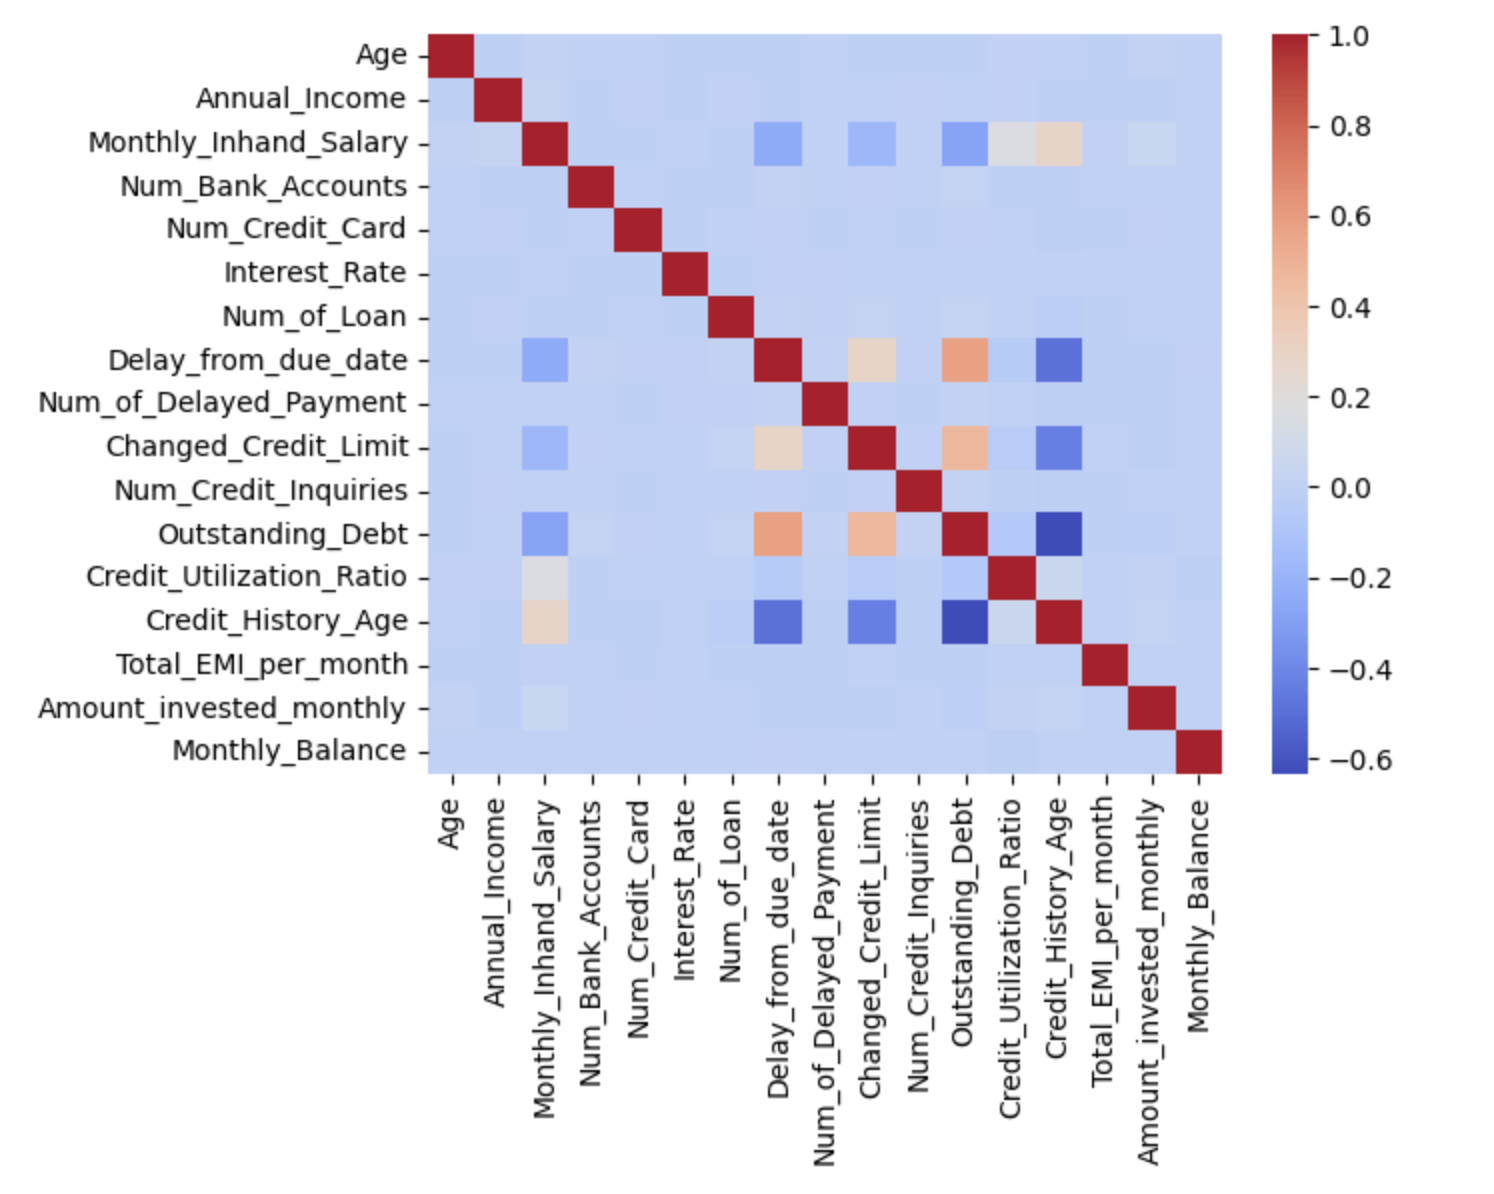 Age
Annual_Income
Monthly_Inhand_Salary
Num_Bank_Accounts
Num_Credit_Card
Interest_Rate
Num_of_Loan
Delay_from_due_date
Num_of_Delayed_Payment
Changed_Credit_Limit
Num_Credit_Inquiries
Outstanding_Debt
Credit_Utilization_Ratio
Credit_History_Age
Total_EMI_per_month
Amount_invested_monthly
Monthly_Balance
Age
Annual_Income
Monthly_Inhand_Salary
Num_Bank_Accounts
Num_Credit_Card
Interest_Rate
Num_of_Loan
Delay_from_due_date
Num_of_Delayed_Payment
Changed_Credit_Limit
Num_Credit_Inquiries
Outstanding_Debt
Credit_Utilization_Ratio
Credit_History_Age
Total_EMI_per_month
Amount_invested_monthly
Monthly_Balance
1.0
0.8
0.6
0.4
0.2
0.0
−0.2
−0.4
−0.6